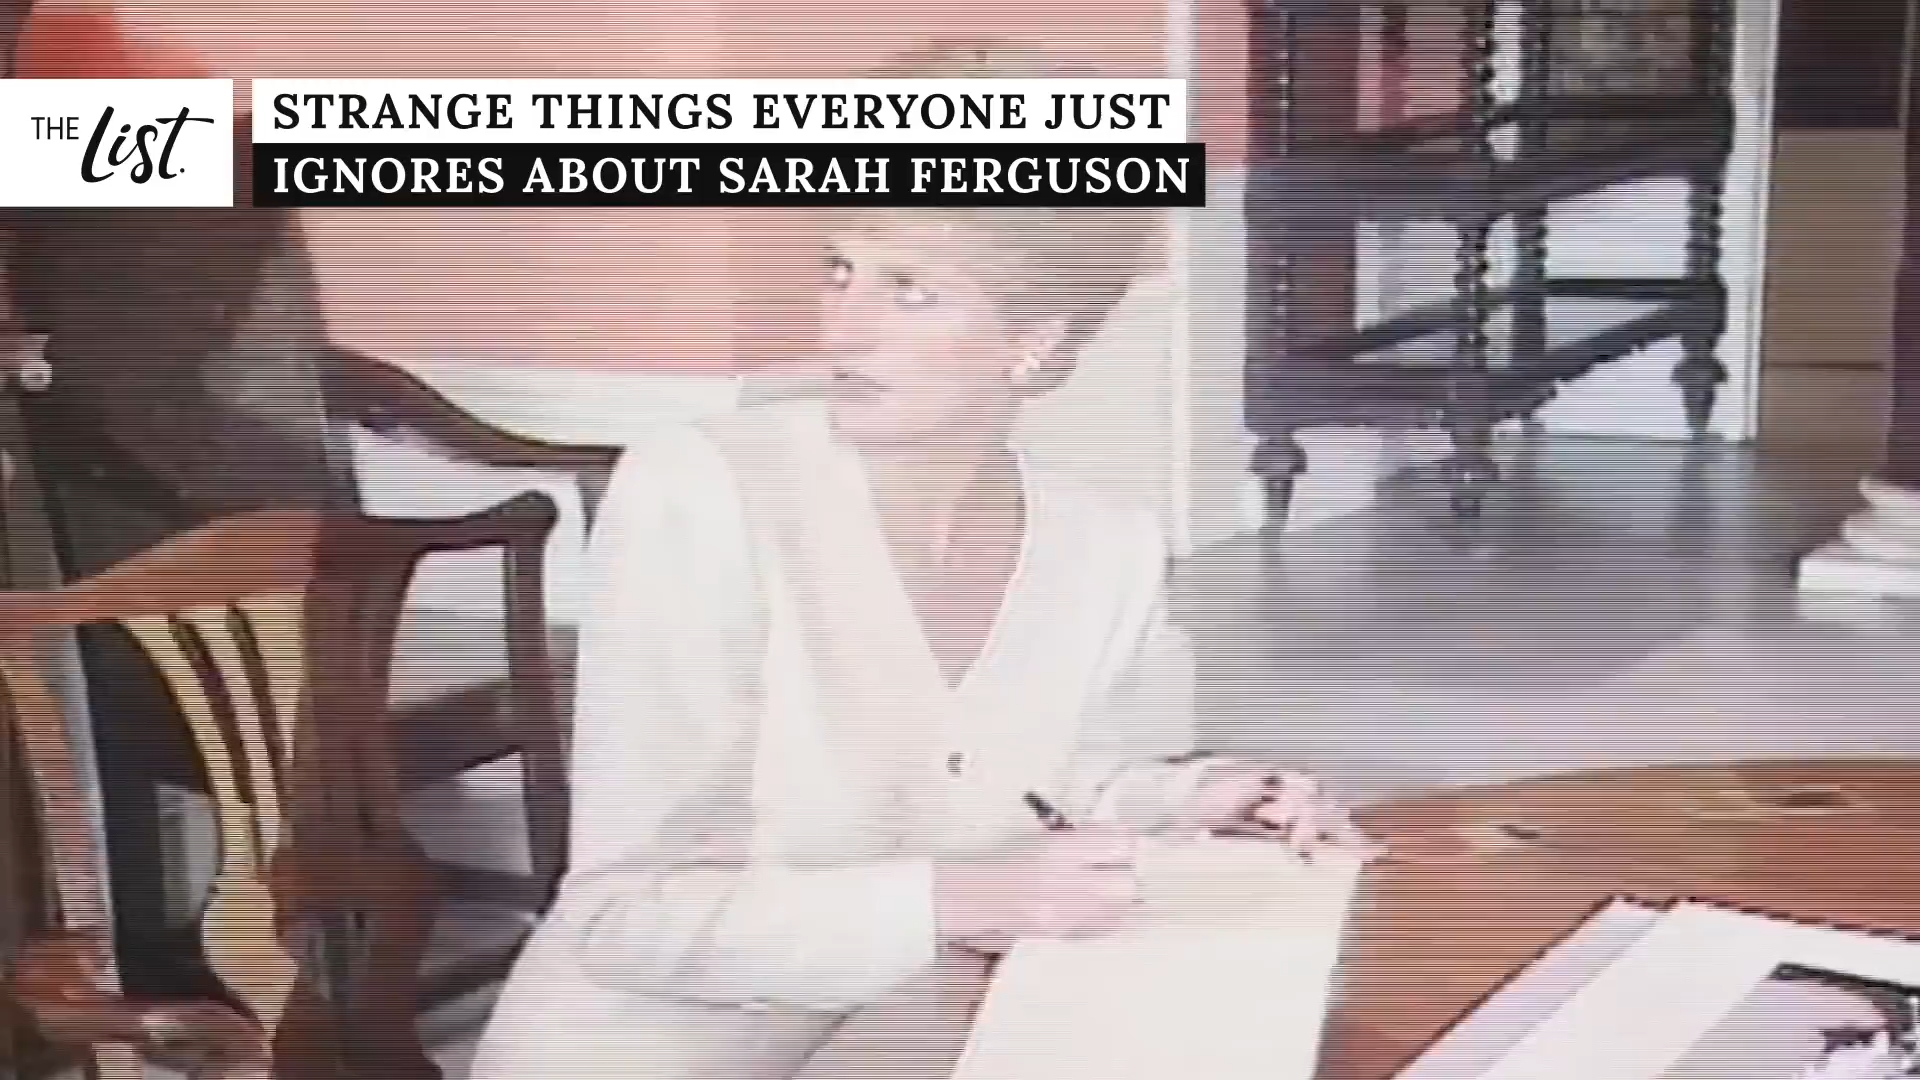 THE List.
STRANGE THINGS EVERYONE JUST
IGNORES ABOUT SARAH FERGUSON